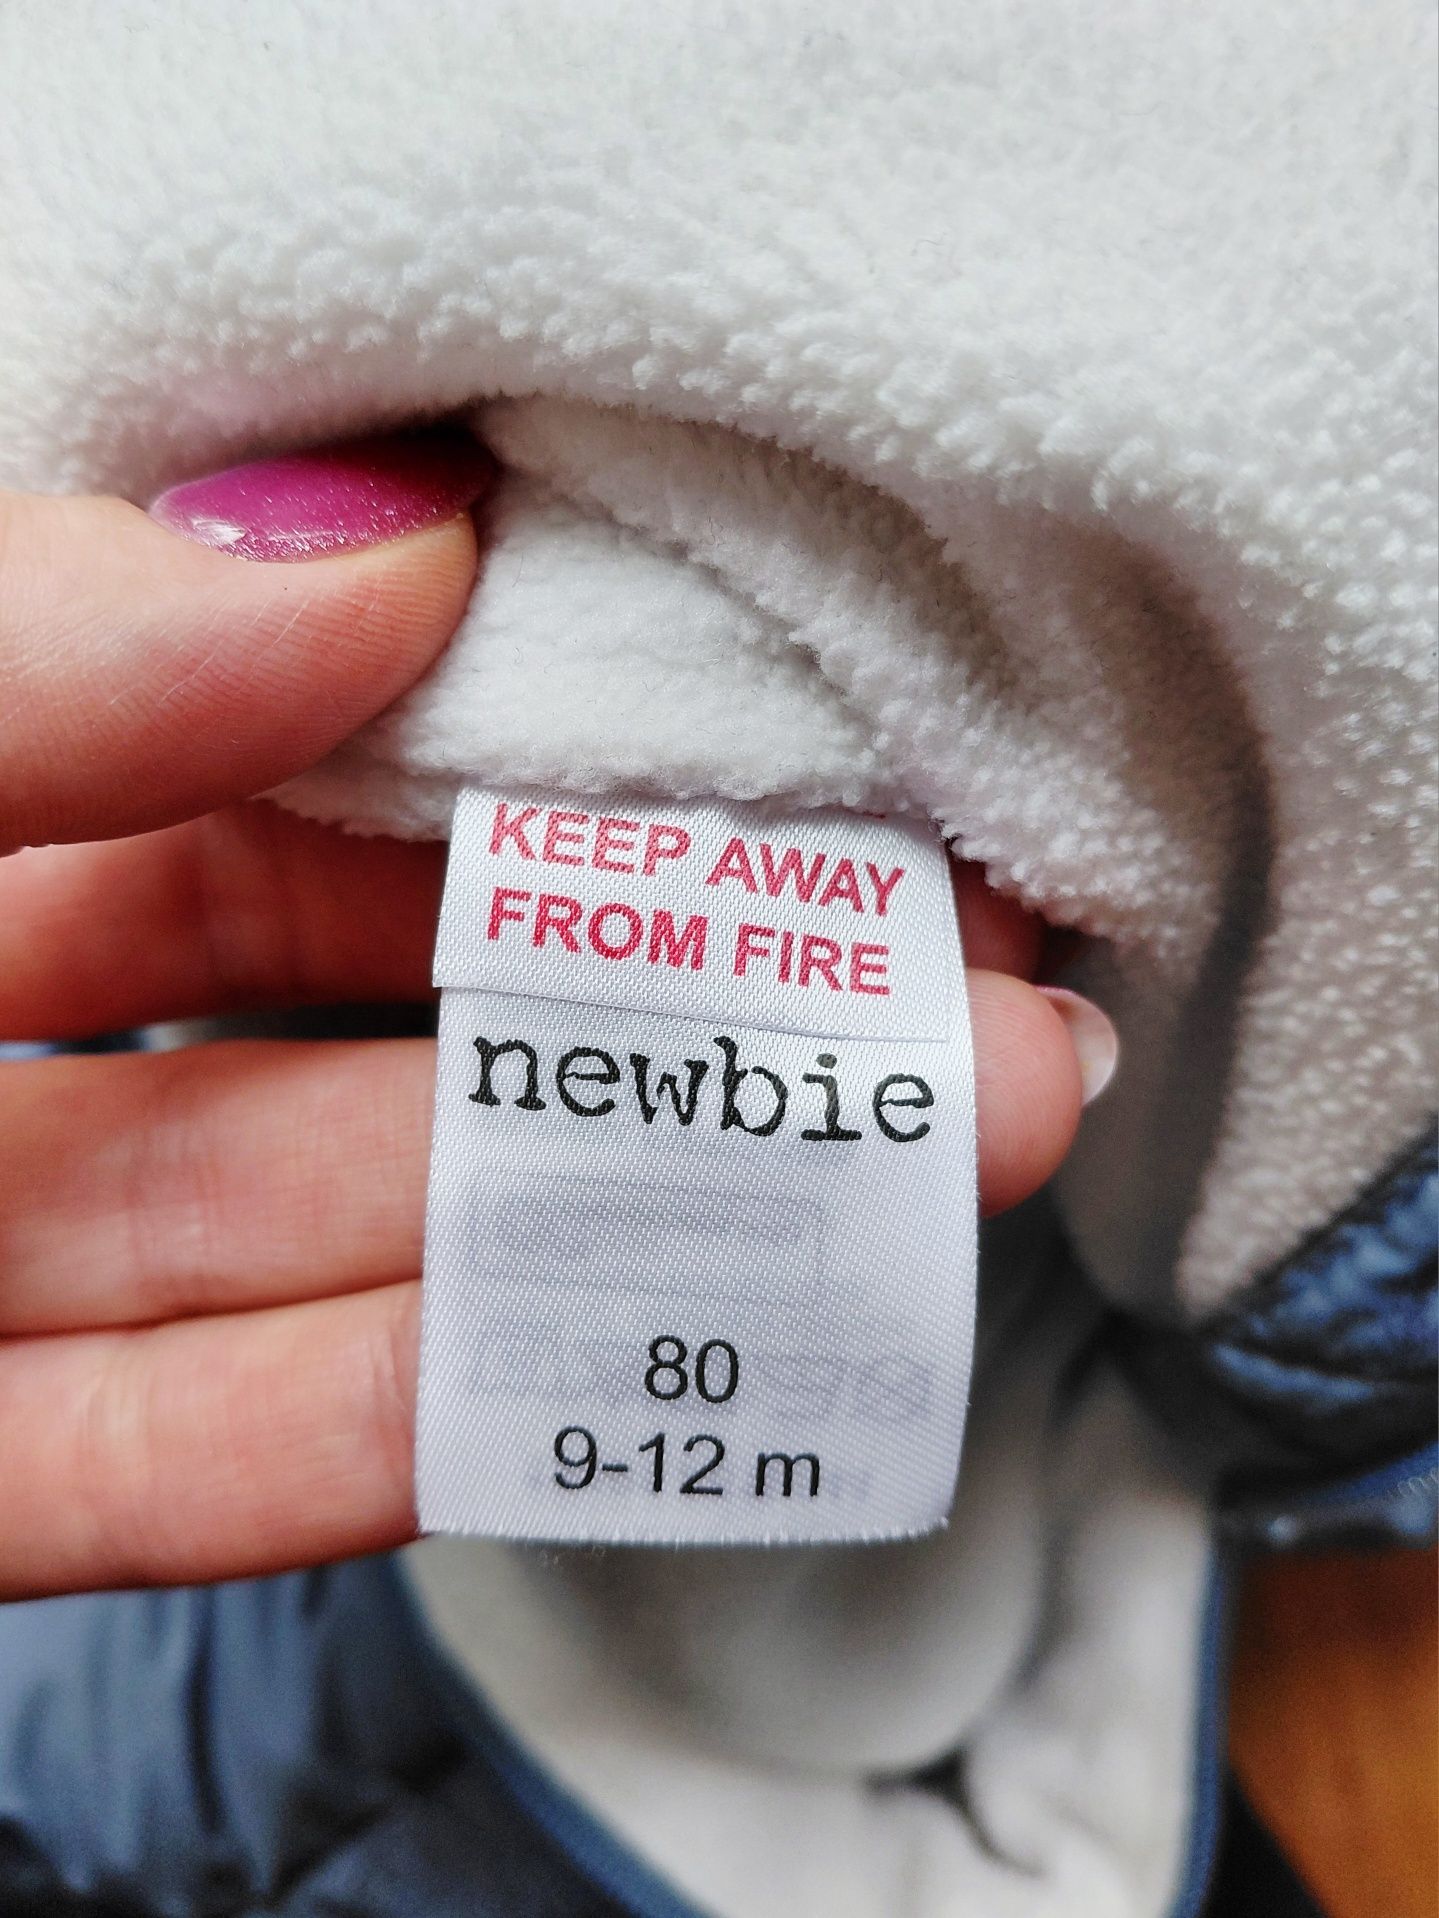 KEEP AWAY
FROM FIRE
newbie
80
9-12 m